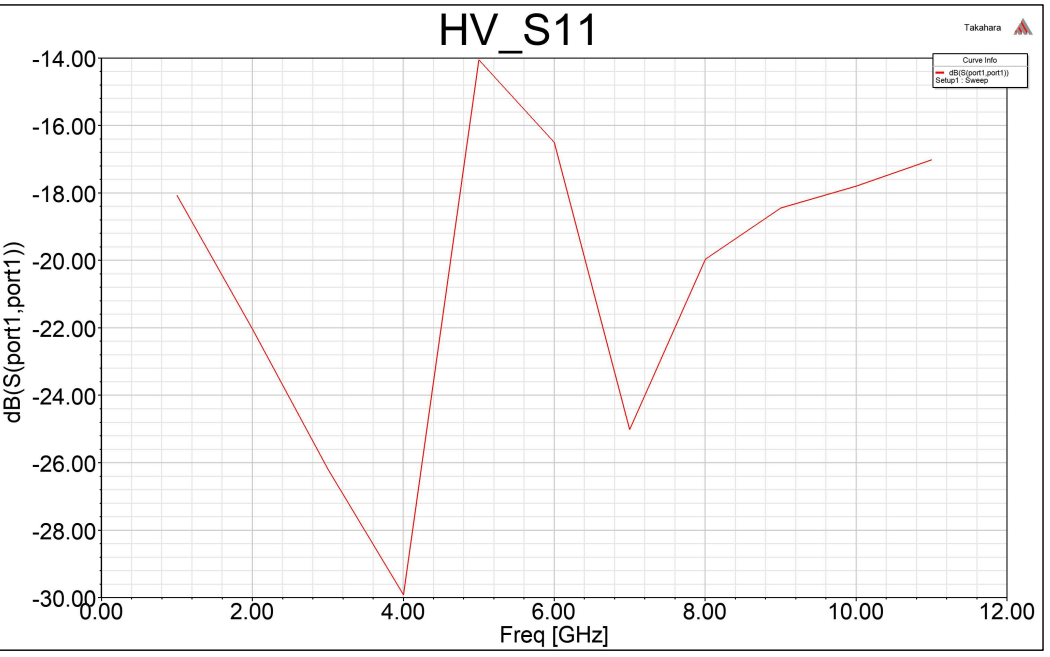 HV_S11
Takahara
Curve Info
dB(S(port1,port1))
Setup1 : Sweep
dB(S(port1,port1))
-14.00
-16.00
-18.00
-20.00
-22.00
-24.00
-26.00
-28.00
-30.00
0.00 2.00 4.00 6.00 8.00 10.00 12.00
Freq [GHz]